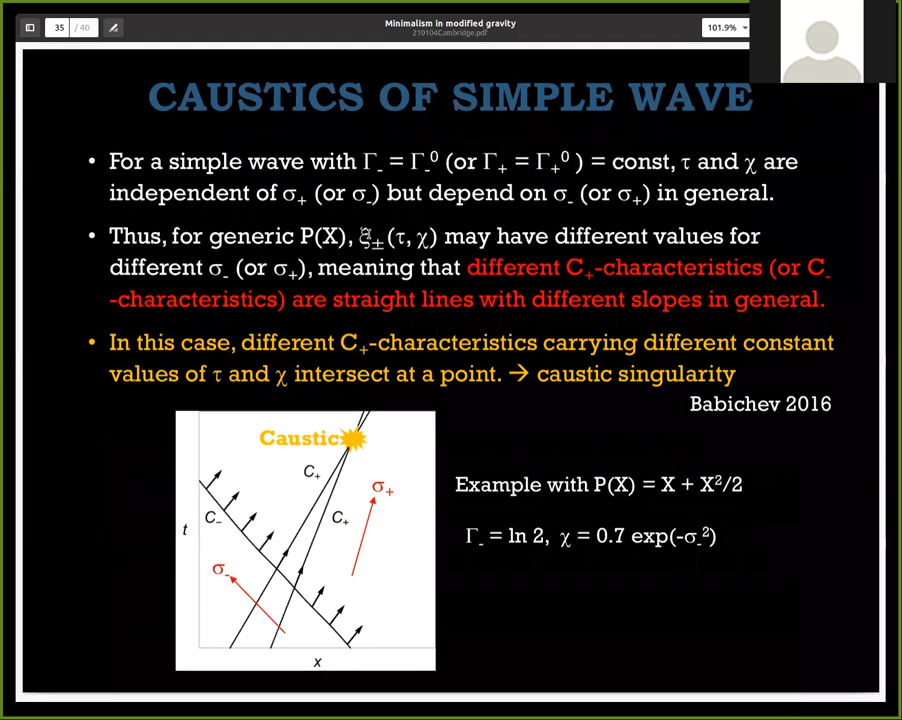 Minimalism in modified gravity
210104Cambridge.pdf
35 / 40
101.9%
CAUSTICS OF SIMPLE WAVE
• For a simple wave with Γ₋ = Γ₋⁰ (or Γ₊ = Γ₊⁰ ) = const, τ and χ are
independent of σ₊ (or σ₋) but depend on σ₋ (or σ₊) in general.
• Thus, for generic P(X), ξ±(τ, χ) may have different values for
different σ₋ (or σ₊), meaning that different C₊-characteristics (or C₋
-characteristics) are straight lines with different slopes in general.
• In this case, different C₊-characteristics carrying different constant
values of τ and χ intersect at a point. → caustic singularity
Babichev 2016
Caustic
C₊
σ₊
C₋
C₊
t
σ₋
x
Example with P(X) = X + X²/2
Γ₋ = ln 2, χ = 0.7 exp(-σ₋²)